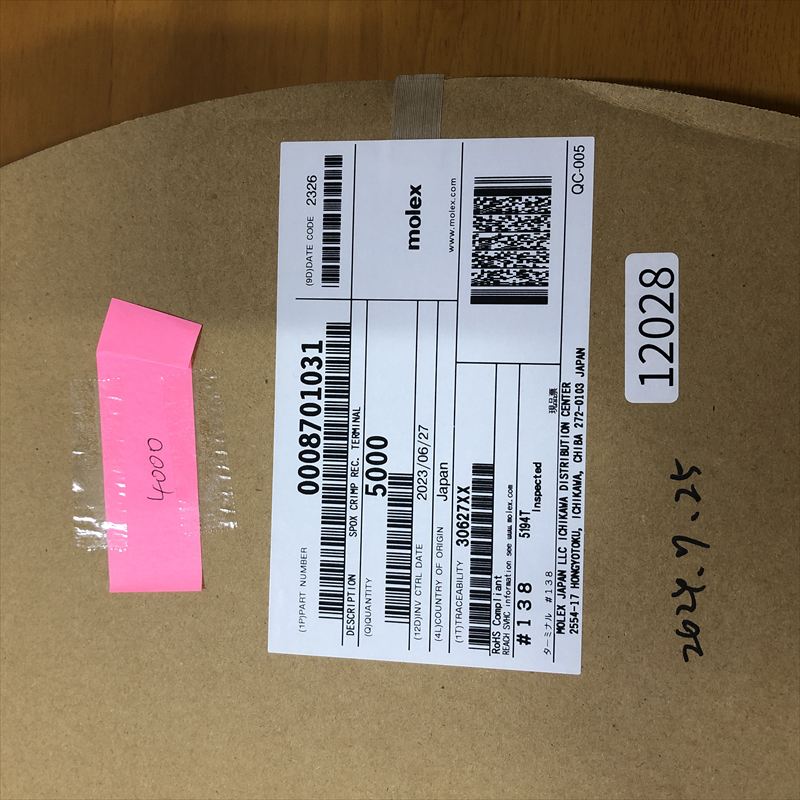 4000
(1P)PART NUMBER 0008701031
(9D)DATE CODE 2326
DESCRIPTION SPOX CRIMP REC. TERMINAL
(Q)QUANTITY 5000
molex
www.molex.com
(12D)INV CTRL DATE 2023/06/27
(4L)COUNTRY OF ORIGIN Japan
(1T)TRACEABILITY 30627XX
RoHS Compliant
REACH SVHC information see www.molex.com
#138 5194T Inspected
ターミナル #138 現品票
MOLEX JAPAN LLC ICHIKAWA DISTRIBUTION CENTER
2554-17 HONGYOTOKU, ICHIKAWA, CHIBA 272-0103 JAPAN
QC-005
12028
2024.7.25